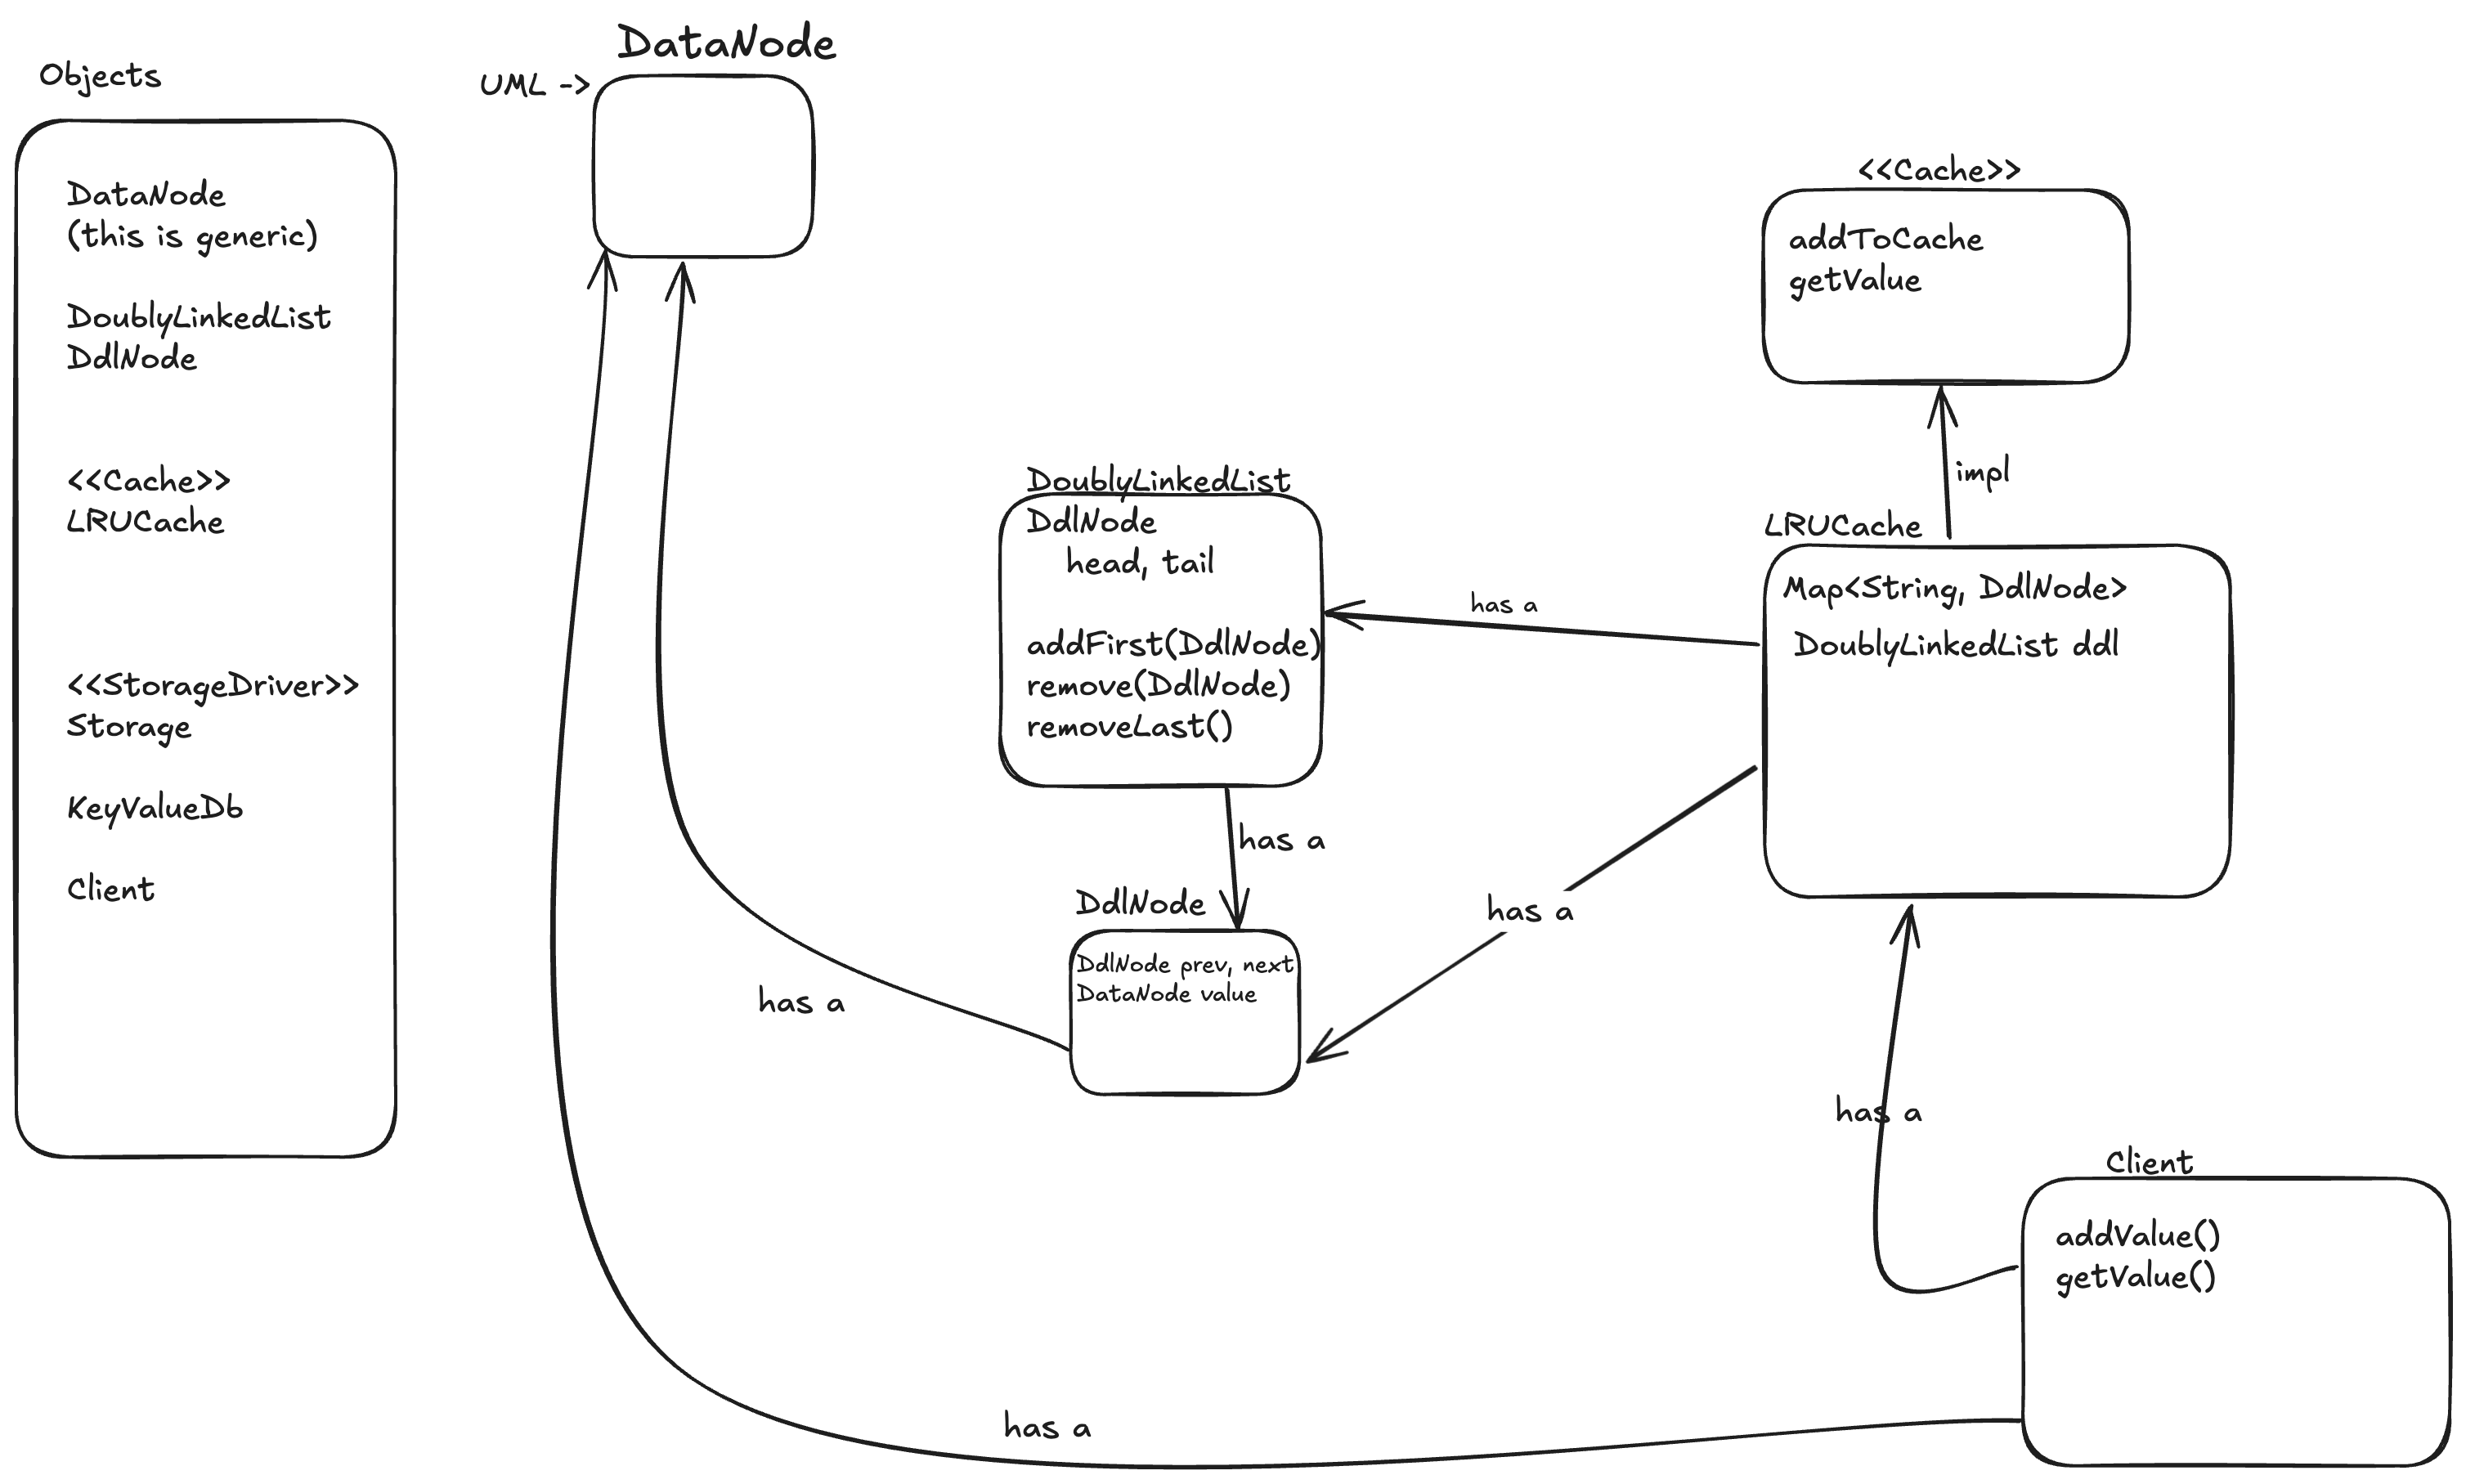 Objects
DataNode
(this is generic)
DoublyLinkedList
DdlNode
<<Cache>>
LRUCache
<<StorageDriver>>
Storage
KeyValueDb
Client
DataNode
UML ->
<<Cache>>
addToCache
getValue
impl
DoublyLinkedList
DdlNode
head, tail
addFirst(DdlNode)
remove(DdlNode)
removeLast()
has a
LRUCache
Map<String, DdlNode>
DoublyLinkedList ddl
has a
DdlNode
DdlNode prev, next
DataNode value
has a
has a
has a
Client
addValue()
getValue()
has a